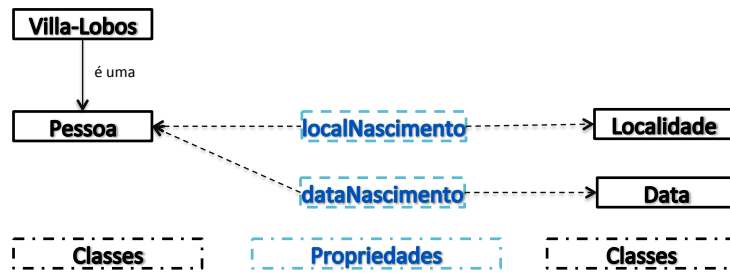 Villa-Lobos
é uma
Pessoa
localNascimento
Localidade
dataNascimento
Data
Classes
Propriedades
Classes